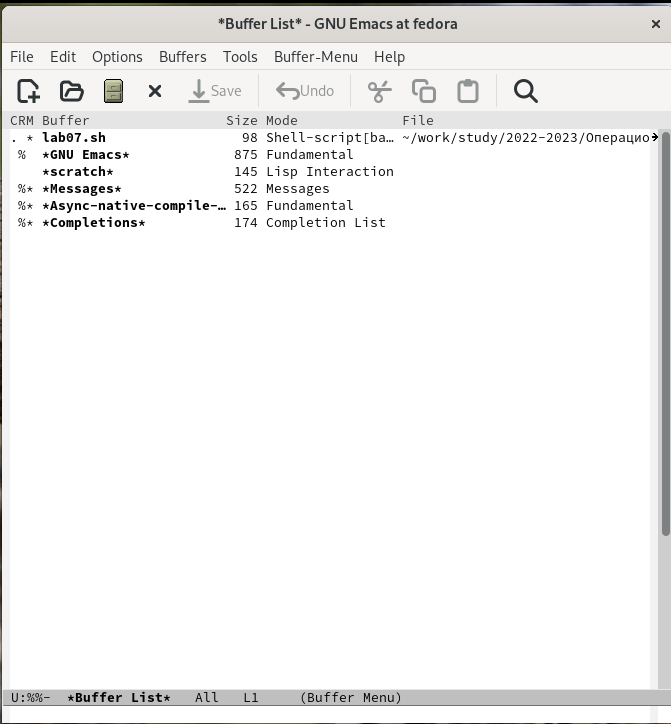 *Buffer List* - GNU Emacs at fedora ×
File Edit Options Buffers Tools Buffer-Menu Help
Save Undo
CRM Buffer Size Mode File
. * lab07.sh 98 Shell-script[ba… ~/work/study/2022-2023/Операцио
% *GNU Emacs* 875 Fundamental
*scratch* 145 Lisp Interaction
%* *Messages* 522 Messages
%* *Async-native-compile-… 165 Fundamental
%* *Completions* 174 Completion List
U:%%- *Buffer List* All L1 (Buffer Menu)